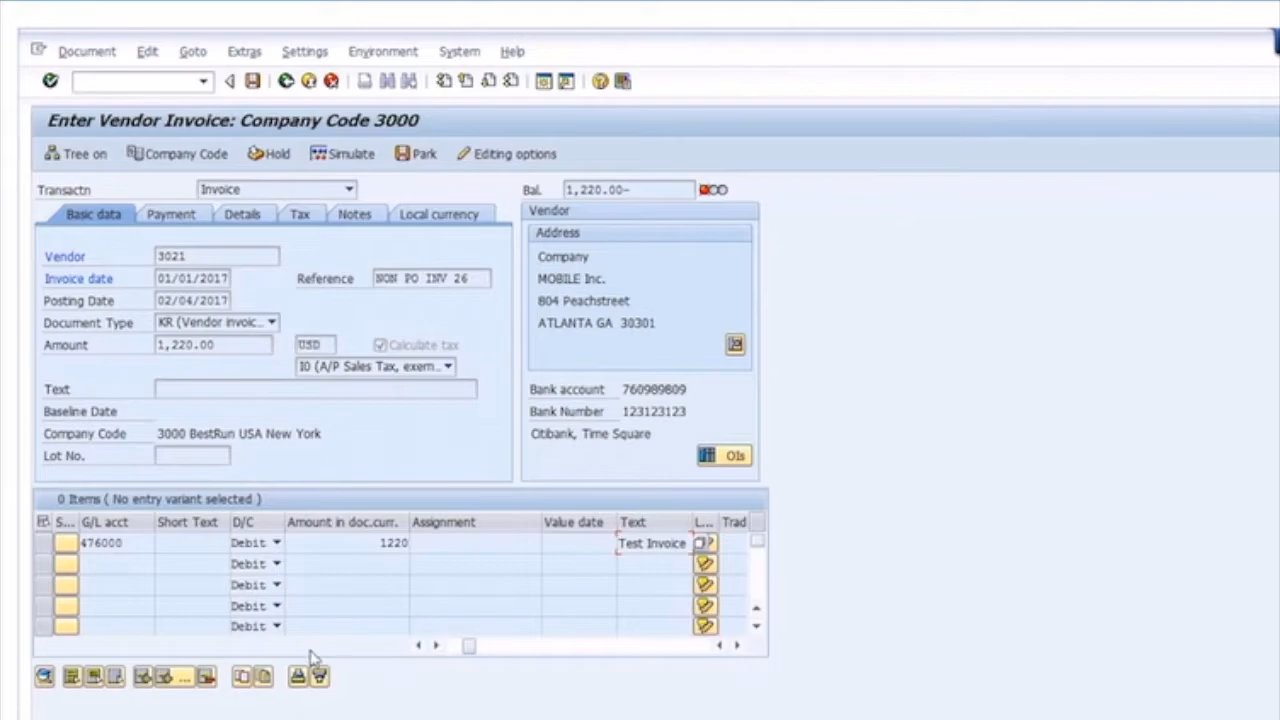 Document Edit Goto Extras Settings Environment System Help
Enter Vendor Invoice: Company Code 3000
Tree on Company Code Hold Simulate Park Editing options
Transactn Invoice Bal. 1,220.00-
Basic data Payment Details Tax Notes Local currency
Vendor 3021
Invoice date 01/01/2017 Reference NON PO INV 26
Posting Date 02/04/2017
Document Type KR (Vendor invoic...
Amount 1,220.00 USD Calculate tax
I0 (A/P Sales Tax, exem...
Text
Baseline Date
Company Code 3000 BestRun USA New York
Lot No.
Vendor
Address
Company
MOBILE Inc.
804 Peachstreet
ATLANTA GA 30301
Bank account 760989809
Bank Number 123123123
Citibank, Time Square
OIs
0 Items ( No entry variant selected )
S... G/L acct Short Text D/C Amount in doc.curr. Assignment Value date Text L... Trad
476000 Debit 1220 Test Invoice
Debit
Debit
Debit
Debit
...